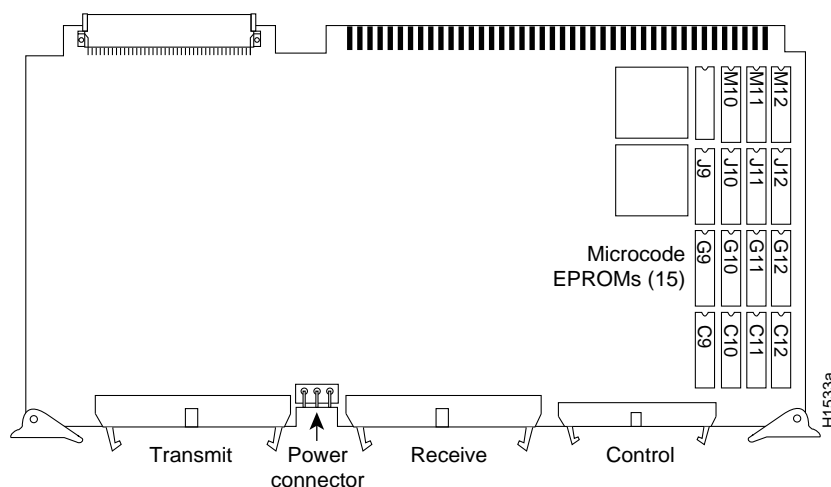 M10 M11 M12
J9 J10 J11 J12
Microcode
EPROMs (15)
G9 G10 G11 G12
C9 C10 C11 C12
H1533a
Transmit
Power
connector
Receive
Control